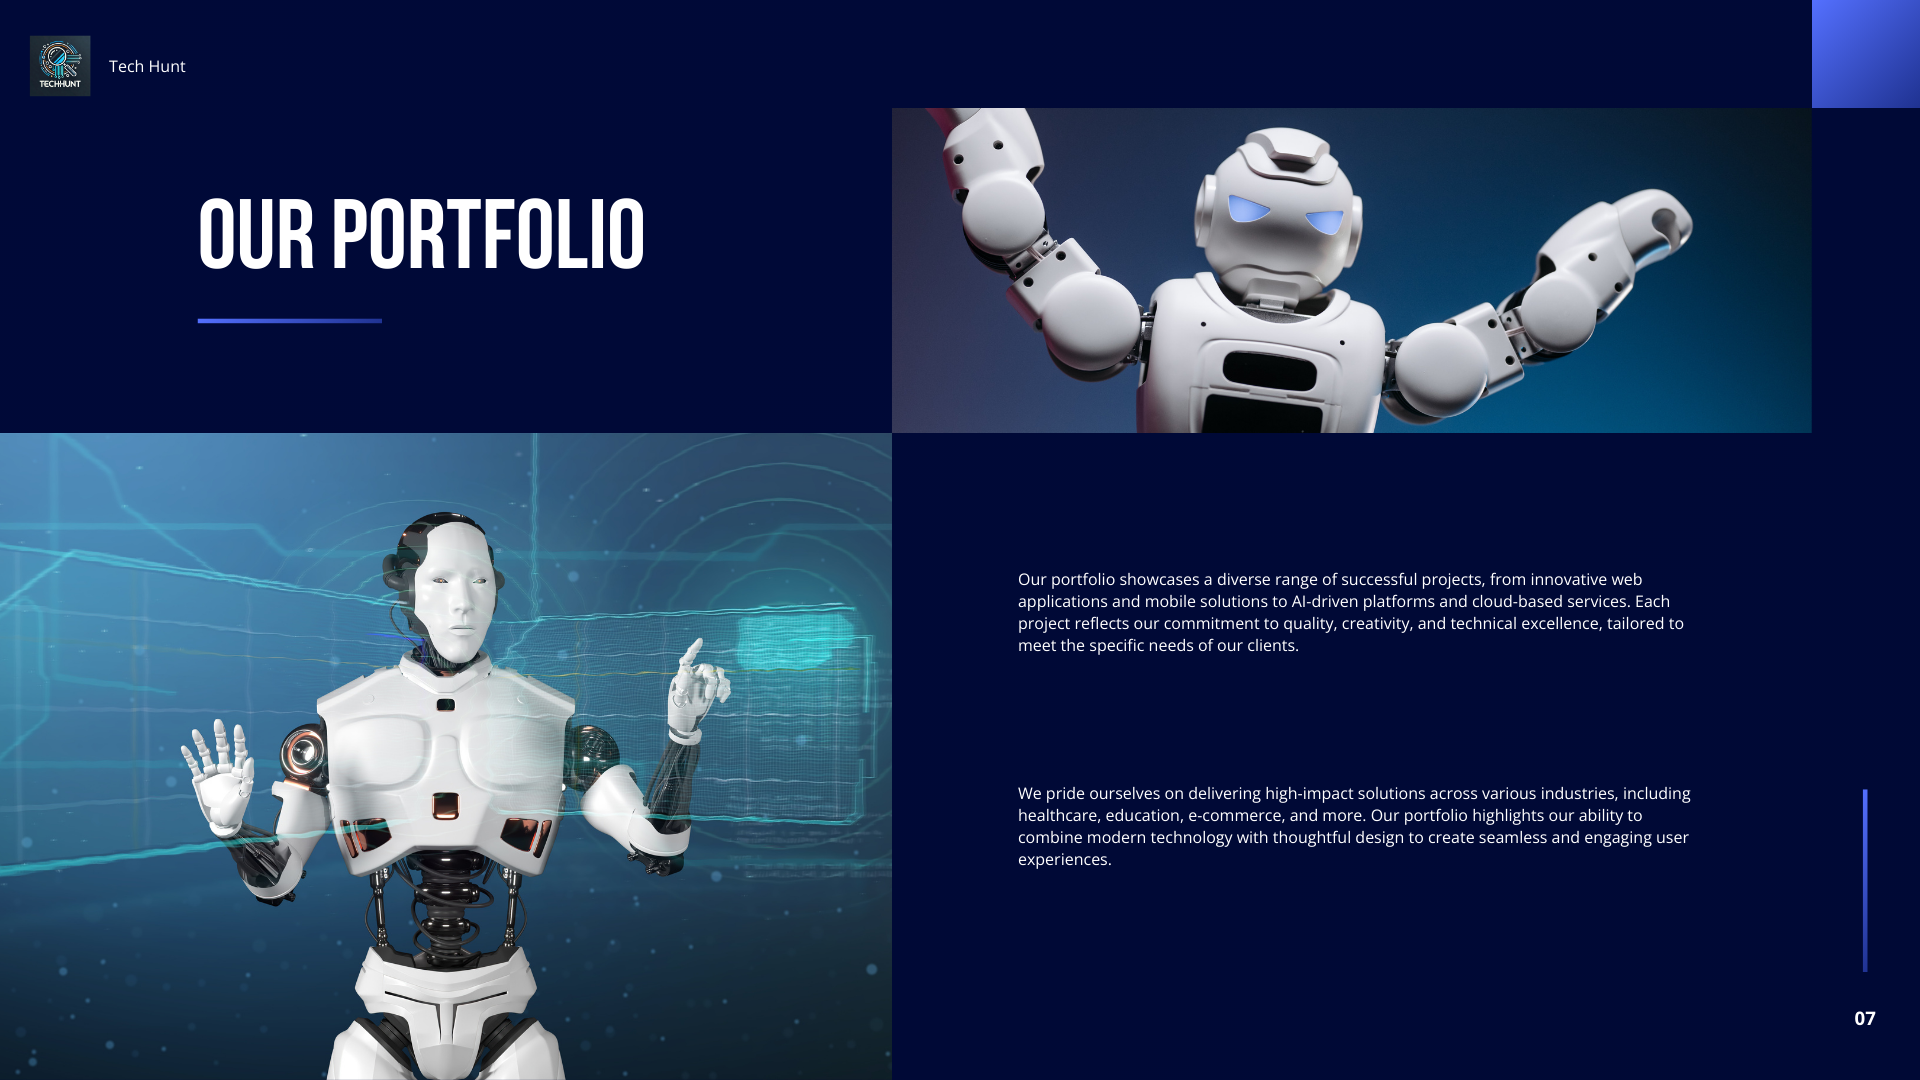 TECHHUNT
Tech Hunt
OUR PORTFOLIO
Our portfolio showcases a diverse range of successful projects, from innovative web
applications and mobile solutions to AI-driven platforms and cloud-based services. Each
project reflects our commitment to quality, creativity, and technical excellence, tailored to
meet the specific needs of our clients.
We pride ourselves on delivering high-impact solutions across various industries, including
healthcare, education, e-commerce, and more. Our portfolio highlights our ability to
combine modern technology with thoughtful design to create seamless and engaging user
experiences.
07